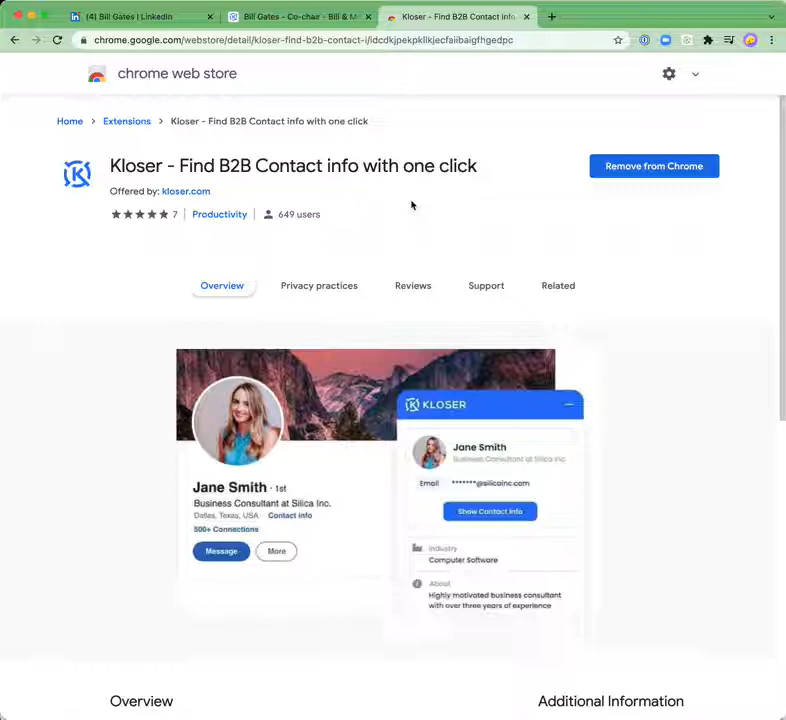 (4) Bill Gates | LinkedIn
Bill Gates - Co-chair - Bill & M
Kloser - Find B2B Contact info
chrome.google.com/webstore/detail/kloser-find-b2b-contact-i/idcdkjpekpkllkjecfaiibaigfhgedpc
chrome web store
Home > Extensions > Kloser - Find B2B Contact info with one click
Kloser - Find B2B Contact info with one click
Remove from Chrome
Offered by: kloser.com
7 | Productivity | 649 users
Overview Privacy practices Reviews Support Related
KLOSER
Jane Smith
Business Consultant at Silica Inc.
Email *******@silicainc.com
Show Contact Info
Industry
Computer Software
About
Highly motivated business consultant
with over three years of experience
Jane Smith · 1st
Business Consultant at Silica Inc.
Dallas, Texas, USA · Contact info
500+ Connections
Message More
Overview
Additional Information